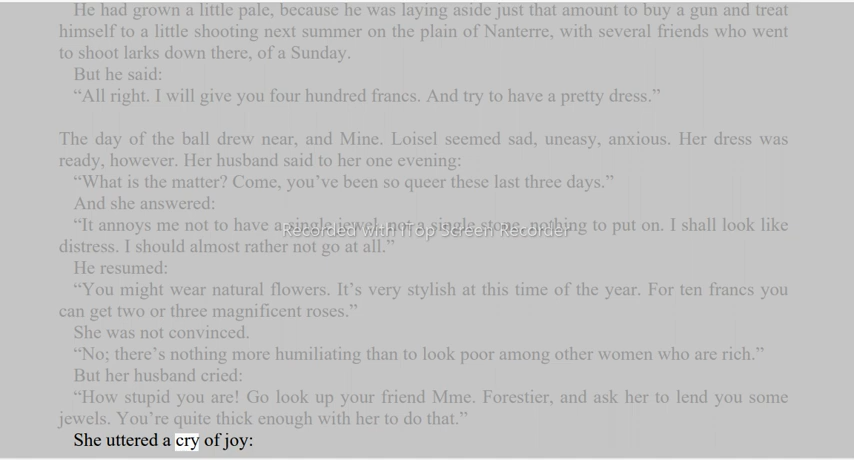 He had grown a little pale, because he was laying aside just that amount to buy a gun and treat
himself to a little shooting next summer on the plain of Nanterre, with several friends who went
to shoot larks down there, of a Sunday.
But he said:
“All right. I will give you four hundred francs. And try to have a pretty dress.”
The day of the ball drew near, and Mine. Loisel seemed sad, uneasy, anxious. Her dress was
ready, however. Her husband said to her one evening:
“What is the matter? Come, you’ve been so queer these last three days.”
And she answered:
“It annoys me not to have a single jewel, not a single stone, nothing to put on. I shall look like
Recorded with iTop Screen Recorder
distress. I should almost rather not go at all.”
He resumed:
“You might wear natural flowers. It’s very stylish at this time of the year. For ten francs you
can get two or three magnificent roses.”
She was not convinced.
“No; there’s nothing more humiliating than to look poor among other women who are rich.”
But her husband cried:
“How stupid you are! Go look up your friend Mme. Forestier, and ask her to lend you some
jewels. You’re quite thick enough with her to do that.”
She uttered a cry of joy: